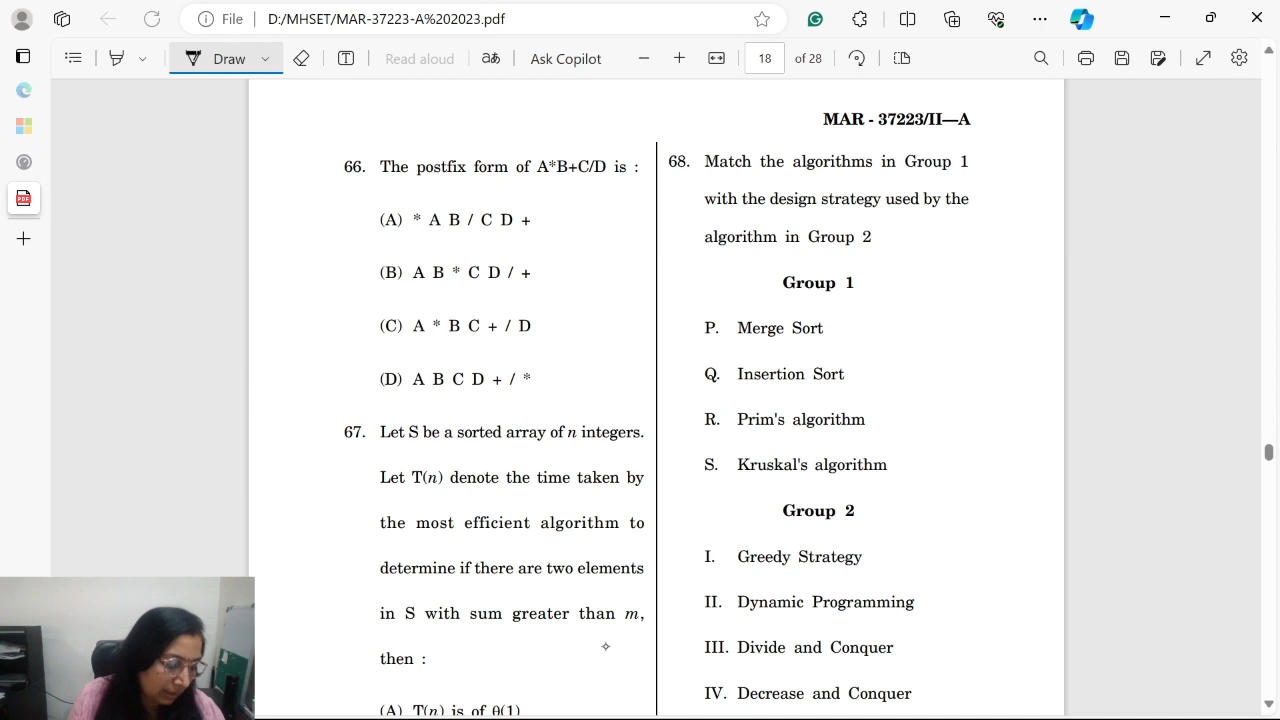 File
D:/MHSET/MAR-37223-A%202023.pdf
Draw
Read aloud
aあ
Ask Copilot
18
of 28
PDF
MAR - 37223/II—A
66. The postfix form of A*B+C/D is :
(A) * A B / C D +
(B) A B * C D / +
(C) A * B C + / D
(D) A B C D + / *
67. Let S be a sorted array of n integers.
Let T(n) denote the time taken by
the most efficient algorithm to
determine if there are two elements
in S with sum greater than m,
then :
(A) T(n) is of θ(1)
68. Match the algorithms in Group 1
with the design strategy used by the
algorithm in Group 2
Group 1
P. Merge Sort
Q. Insertion Sort
R. Prim's algorithm
S. Kruskal's algorithm
Group 2
I. Greedy Strategy
II. Dynamic Programming
III. Divide and Conquer
IV. Decrease and Conquer